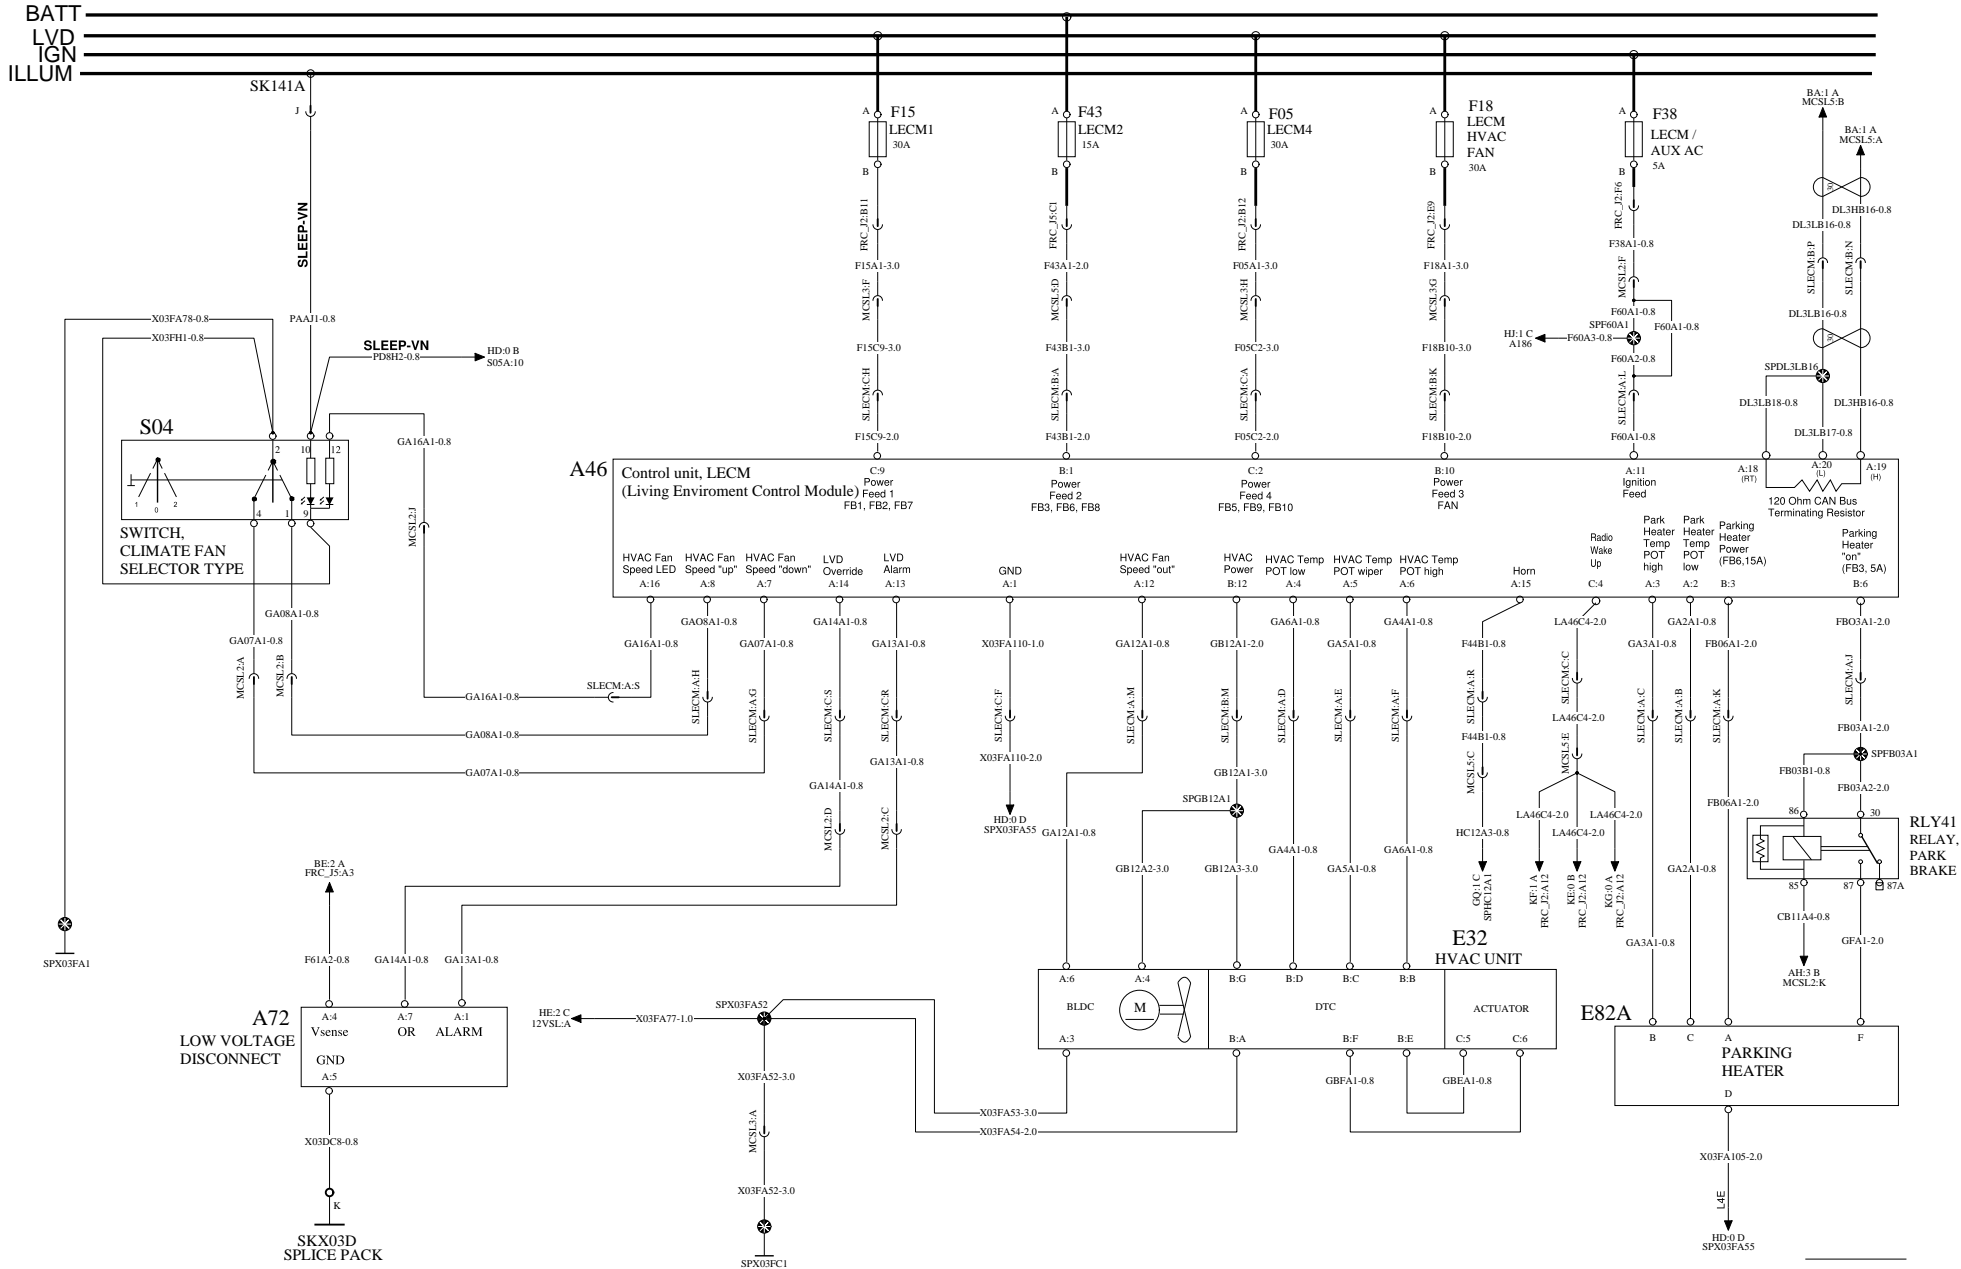 BATT
LVD
IGN
ILLUM
SK141A
J
SLEEP-VN
PAAJ1-0.8
X03FA78-0.8
X03FH1-0.8
SLEEP-VN
PD8H2-0.8
HD:0 B
S05A:10
S04
2
10
12
1
0
2
4
1
9
SWITCH,
CLIMATE FAN
SELECTOR TYPE
GA16A1-0.8
MCSL2:J
GA08A1-0.8
GA07A1-0.8
MCSL2:A
MCSL2:B
GA16A1-0.8
GA08A1-0.8
GA07A1-0.8
SLECM:A:S
SPX03FA1
A
F15
LECM1
30A
B
FRC_J2:B11
F15A1-3.0
MCSL3:F
F15C9-3.0
SLECM:C:H
F15C9-2.0
A
F43
LECM2
15A
B
FRC_J5:C1
F43A1-2.0
MCSL5:D
F43B1-3.0
SLECM:B:A
F43B1-2.0
A
F05
LECM4
30A
B
FRC_J2:B12
F05A1-3.0
MCSL3:H
F05C2-3.0
SLECM:C:A
F05C2-2.0
A
F18
LECM
HVAC
FAN
30A
B
FRC_J2:E9
F18A1-3.0
MCSL3:G
F18B10-3.0
SLECM:B:K
F18B10-2.0
A
F38
LECM /
AUX AC
5A
B
FRC_J2:F6
F38A1-0.8
MCSL2:F
F60A1-0.8
SPF60A1
F60A1-0.8
HJ:1 C
A186
F60A3-0.8
F60A2-0.8
SLECM:A:L
F60A1-0.8
BA:1 A
MCSL5:B
BA:1 A
MCSL5:A
30
DL3HB16-0.8
DL3LB16-0.8
SLECM:B:P
SLECM:B:N
DL3LB16-0.8
30
SPDL3LB16
DL3LB18-0.8
DL3HB16-0.8
DL3LB17-0.8
A46
Control unit, LECM
(Living Enviroment Control Module)
C:9
Power
Feed 1
FB1, FB2, FB7
B:1
Power
Feed 2
FB3, FB6, FB8
C:2
Power
Feed 4
FB5, FB9, FB10
B:10
Power
Feed 3
FAN
A:11
Ignition
Feed
A:18
(RT)
A:20
(L)
A:19
(H)
120 Ohm CAN Bus
Terminating Resistor
HVAC Fan
Speed LED
A:16
HVAC Fan
Speed "up"
A:8
HVAC Fan
Speed "down"
A:7
LVD
Override
A:14
LVD
Alarm
A:13
GND
A:1
HVAC Fan
Speed "out"
A:12
HVAC
Power
B:12
HVAC Temp
POT low
A:4
HVAC Temp
POT wiper
A:5
HVAC Temp
POT high
A:6
Horn
A:15
Radio
Wake
Up
C:4
Park
Heater
Temp
POT
high
A:3
Park
Heater
Temp
POT
low
A:2
Parking
Heater
Power
(FB6,15A)
B:3
Parking
Heater
"on"
(FB3, 5A)
B:6
GA16A1-0.8
GAO8A1-0.8
SLECM:A:H
GA07A1-0.8
SLECM:A:G
GA14A1-0.8
SLECM:C:S
GA14A1-0.8
MCSL2:D
GA13A1-0.8
SLECM:C:R
GA13A1-0.8
MCSL2:C
X03FA110-1.0
SLECM:C:F
X03FA110-2.0
HD:0 D
SPX03FA55
GA12A1-0.8
SLECM:A:M
GA12A1-0.8
GB12A1-2.0
SLECM:B:M
GB12A1-3.0
SPGB12A1
GB12A2-3.0
GB12A3-3.0
GA6A1-0.8
SLECM:A:D
GA4A1-0.8
GA5A1-0.8
SLECM:A:E
GA5A1-0.8
GA4A1-0.8
SLECM:A:F
GA6A1-0.8
F44B1-0.8
SLECM:A:R
F44B1-0.8
MCSL5:C
HC12A3-0.8
GQ:1 C
SPHC12A1
LA46C4-2.0
SLECM:C:C
LA46C4-2.0
MCSL5:E
LA46C4-2.0
LA46C4-2.0
LA46C4-2.0
KF:1 A
FRC_J2:A12
KE:0 B
FRC_J2:A12
KG:0 A
FRC_J2:A12
GA3A1-0.8
SLECM:A:C
GA3A1-0.8
GA2A1-0.8
SLECM:A:B
GA2A1-0.8
FB06A1-2.0
SLECM:A:K
FB06A1-2.0
FBO3A1-2.0
SLECM:A:J
FB03A1-2.0
SPFB03A1
FB03B1-0.8
FB03A2-2.0
86
30
RLY41
RELAY,
PARK
BRAKE
85
87
87A
CB11A4-0.8
AH:3 B
MCSL2:K
GFA1-2.0
BE:2 A
FRC_J5:A3
F61A2-0.8
GA14A1-0.8
GA13A1-0.8
A72
LOW VOLTAGE
DISCONNECT
A:4
Vsense
A:7
OR
A:1
ALARM
GND
A:5
X03DC8-0.8
K
SKX03D
SPLICE PACK
HE:2 C
12VSL:A
X03FA77-1.0
SPX03FA52
X03FA52-3.0
MCSL3:A
X03FA52-3.0
SPX03FC1
X03FA53-3.0
X03FA54-2.0
E32
HVAC UNIT
A:6
A:4
B:G
B:D
B:C
B:B
BLDC
M
DTC
ACTUATOR
A:3
B:A
B:F
B:E
C:5
C:6
GBFA1-0.8
GBEA1-0.8
E82A
B
C
A
F
PARKING
HEATER
D
X03FA105-2.0
L4E
HD:0 D
SPX03FA55